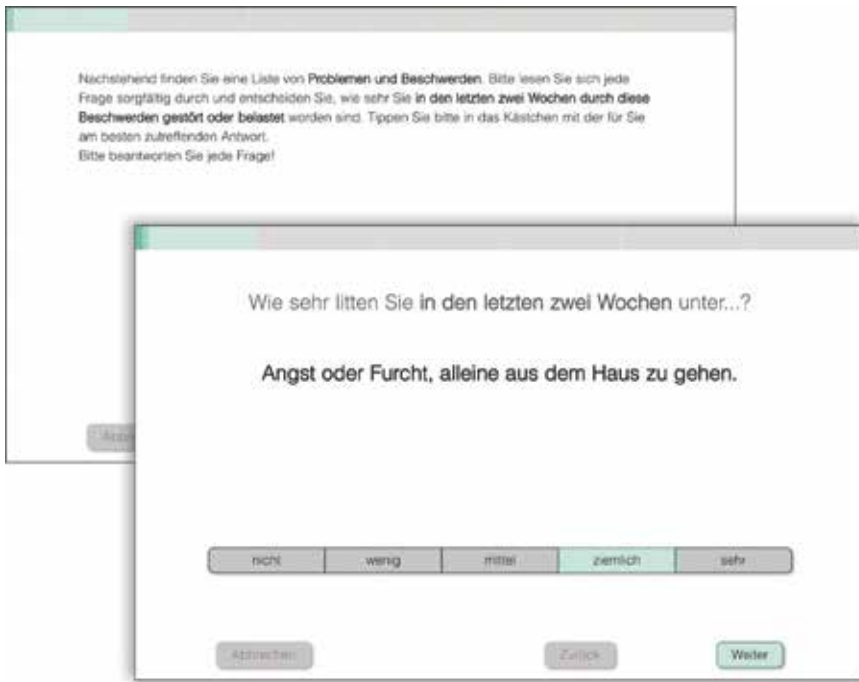 Nachstehend finden Sie eine Liste von Problemen und Beschwerden. Bitte lesen Sie sich jede
Frage sorgfältig durch und entscheiden Sie, wie sehr Sie in den letzten zwei Wochen durch diese
Beschwerden gestört oder belastet worden sind. Tippen Sie bitte in das Kästchen mit der für Sie
am besten zutreffenden Antwort.
Bitte beantworten Sie jede Frage!
Wie sehr litten Sie in den letzten zwei Wochen unter...?
Angst oder Furcht, alleine aus dem Haus zu gehen.
nicht wenig mittel ziemlich sehr
Abbrechen Zurück Weiter